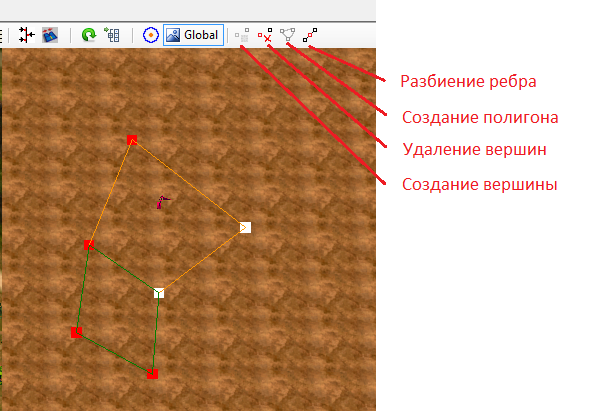 Global
Разбиение ребра
Создание полигона
Удаление вершин
Создание вершины